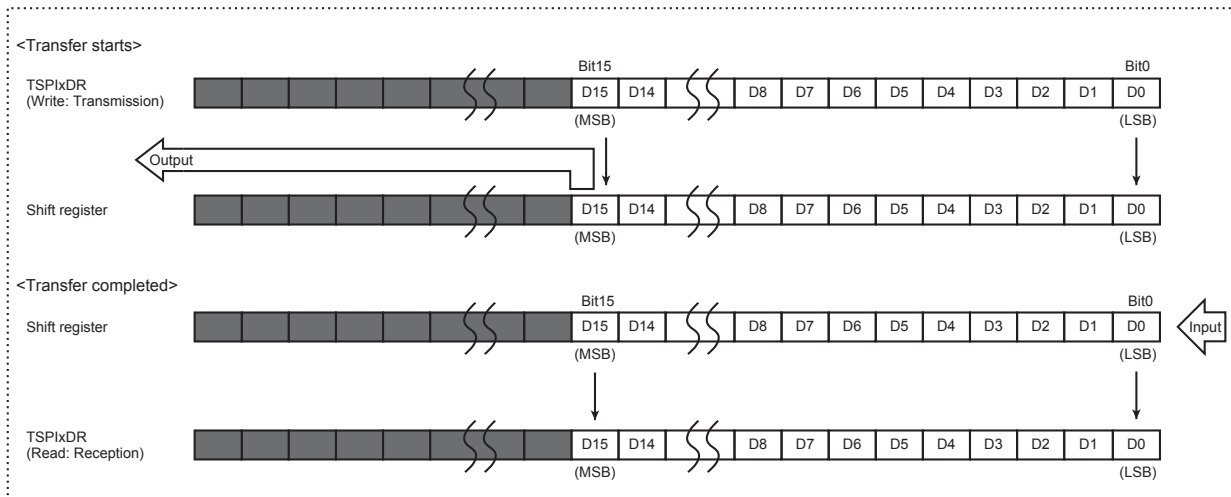 <Transfer starts>
Bit15 Bit0
TSPIxDR
(Write: Transmission)
D15 D14 D8 D7 D6 D5 D4 D3 D2 D1 D0
(MSB) (LSB)
Output
Shift register
D15 D14 D8 D7 D6 D5 D4 D3 D2 D1 D0
(MSB) (LSB)
<Transfer completed>
Bit15 Bit0
Shift register
D15 D14 D8 D7 D6 D5 D4 D3 D2 D1 D0
Input
(MSB) (LSB)
TSPIxDR
(Read: Reception)
D15 D14 D8 D7 D6 D5 D4 D3 D2 D1 D0
(MSB) (LSB)